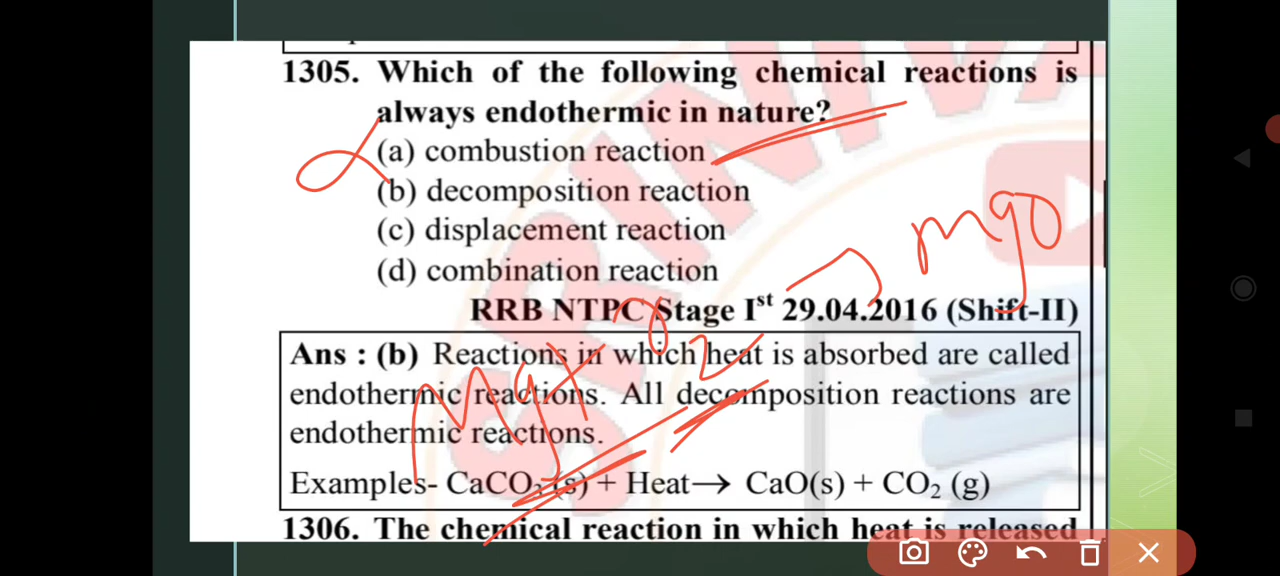 1305. Which of the following chemical reactions is
always endothermic in nature?
(a) combustion reaction
(b) decomposition reaction
(c) displacement reaction
(d) combination reaction
RRB NTPC Stage Iˢᵗ 29.04.2016 (Shift-II)
Ans : (b) Reactions in which heat is absorbed are called
endothermic reactions. All decomposition reactions are
endothermic reactions.
Examples- CaCO₃ (s) + Heat→ CaO(s) + CO₂ (g)
1306. The chemical reaction in which heat is released
Mg + O₂ → MgO